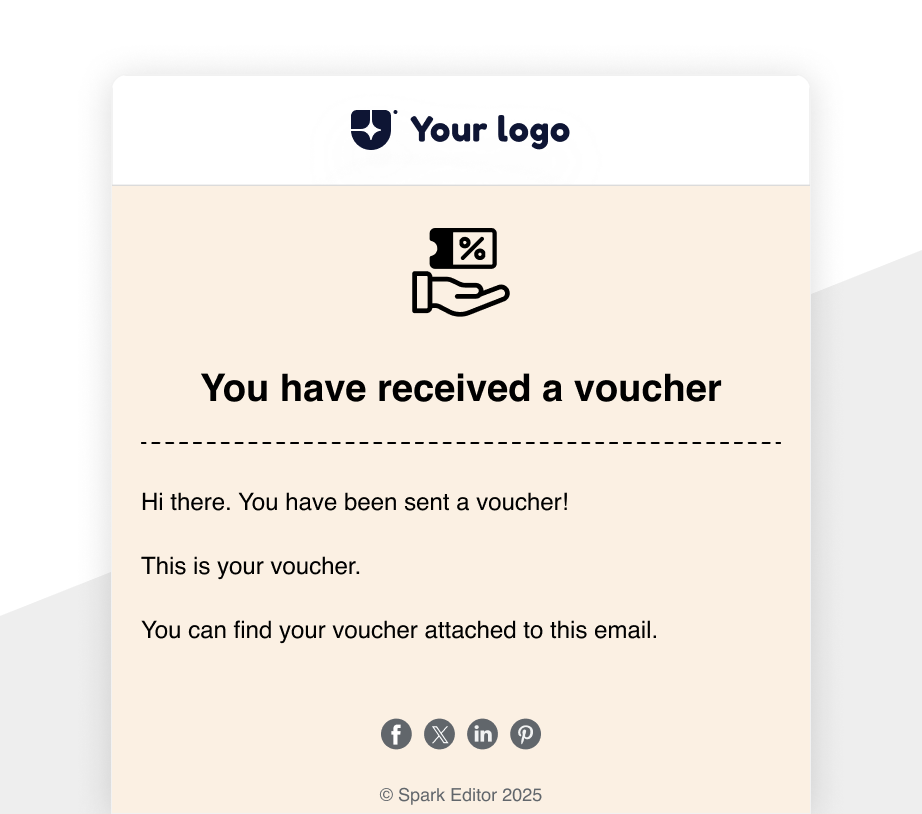 Your logo
%
You have received a voucher
Hi there. You have been sent a voucher!
This is your voucher.
You can find your voucher attached to this email.
© Spark Editor 2025